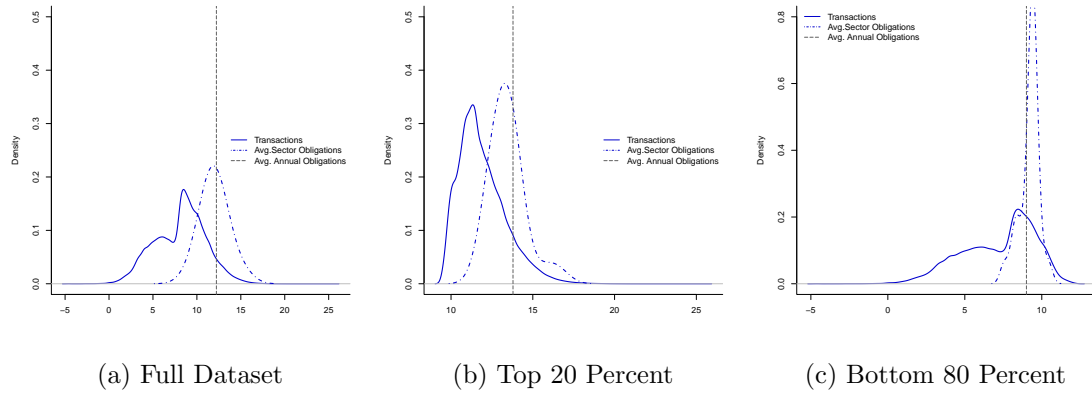 0.5
0.4
0.3
0.2
0.1
0.0
Density
Transactions
Avg.Sector Obligations
Avg. Annual Obligations
−5 0 5 10 15 20 25
(a) Full Dataset
0.5
0.4
0.3
0.2
0.1
0.0
Density
Transactions
Avg.Sector Obligations
Avg. Annual Obligations
10 15 20 25
(b) Top 20 Percent
0.8
0.6
0.4
0.2
0.0
Density
Transactions
Avg.Sector Obligations
Avg. Annual Obligations
−5 0 5 10
(c) Bottom 80 Percent